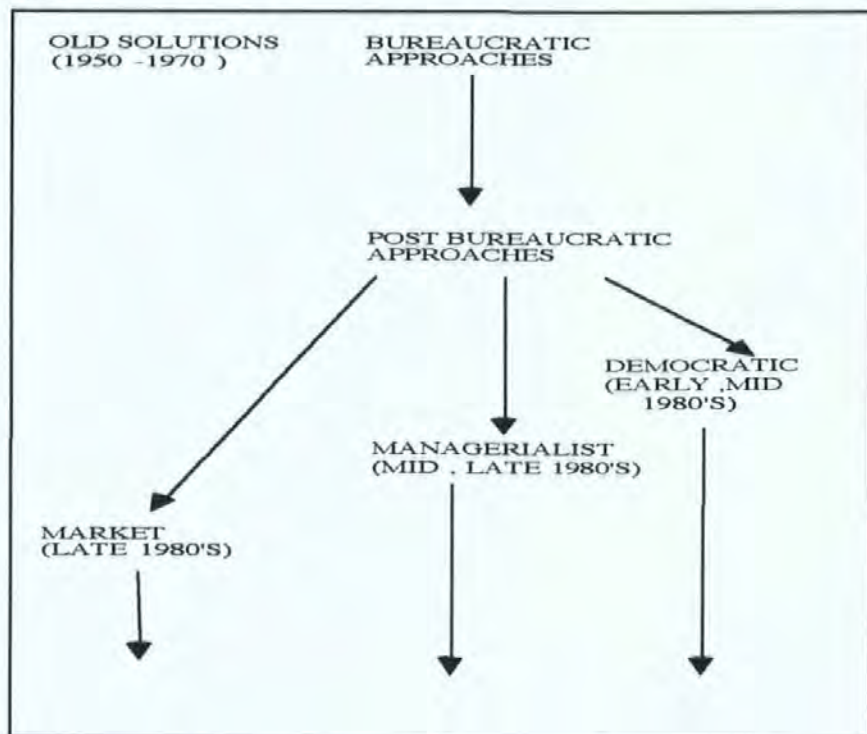 OLD SOLUTIONS
(1950 -1970 )
BUREAUCRATIC
APPROACHES
POST BUREAUCRATIC
APPROACHES
DEMOCRATIC
(EARLY ,MID
1980'S)
MANAGERIALIST
(MID , LATE 1980'S)
MARKET
(LATE 1980'S)